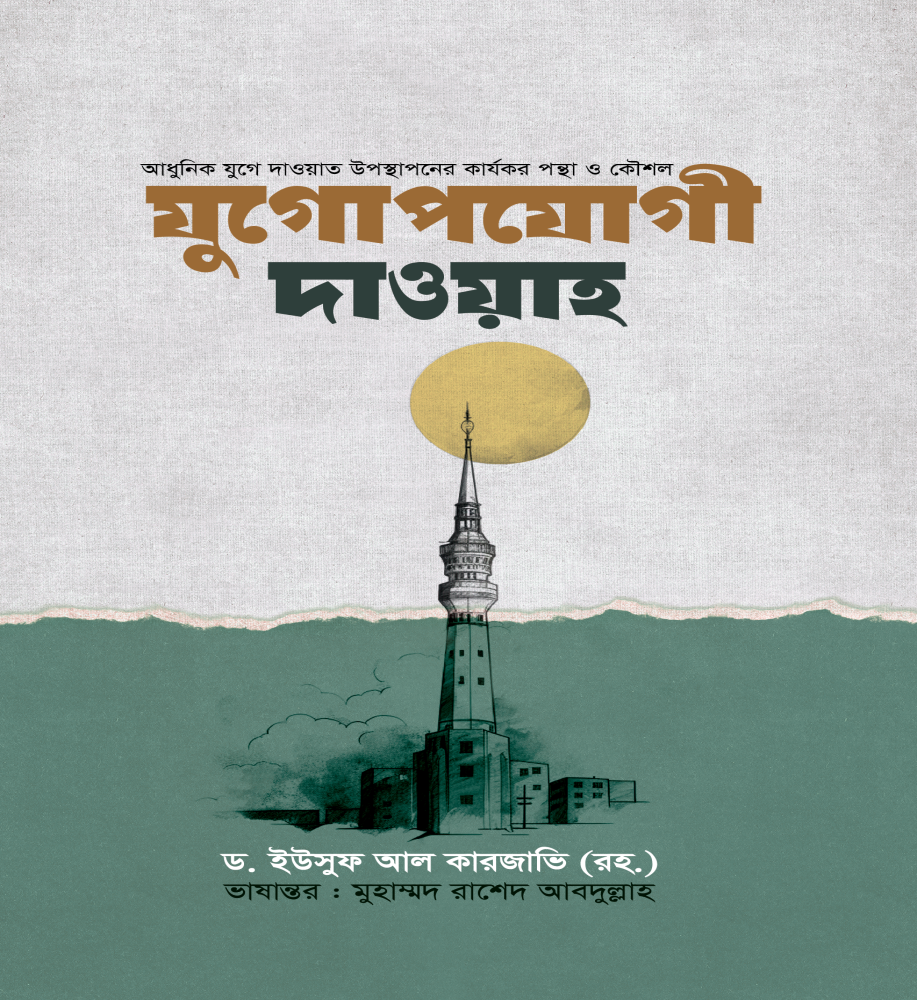 আধুনিক যুগে দাওয়াত উপস্থাপনের কার্যকর পন্থা ও কৌশল
যুগোপযোগী
দাওয়াহ
ড. ইউসুফ আল কারজাভি (রহ.)
ভাষান্তর : মুহাম্মদ রাশেদ আবদুল্লাহ